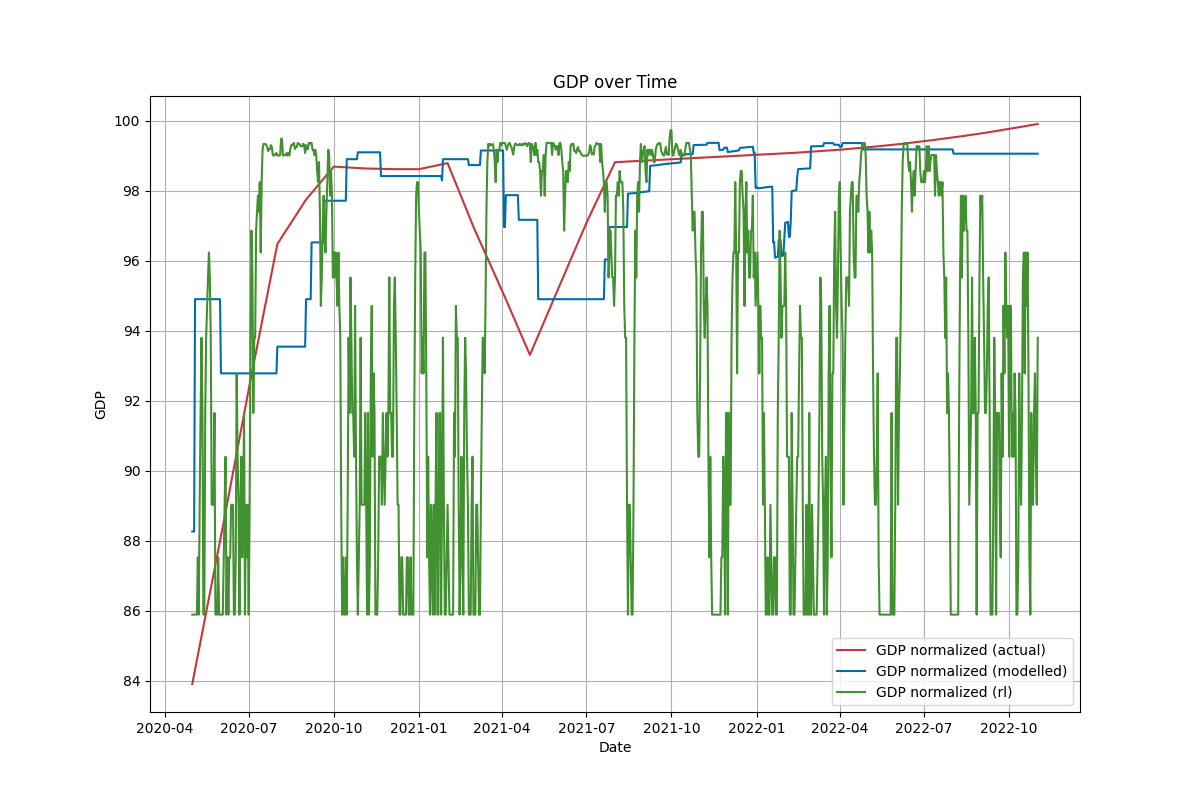 GDP over Time
GDP
100
98
96
94
92
90
88
86
84
2020-04 2020-07 2020-10 2021-01 2021-04 2021-07 2021-10 2022-01 2022-04 2022-07 2022-10
Date
GDP normalized (actual)
GDP normalized (modelled)
GDP normalized (rl)